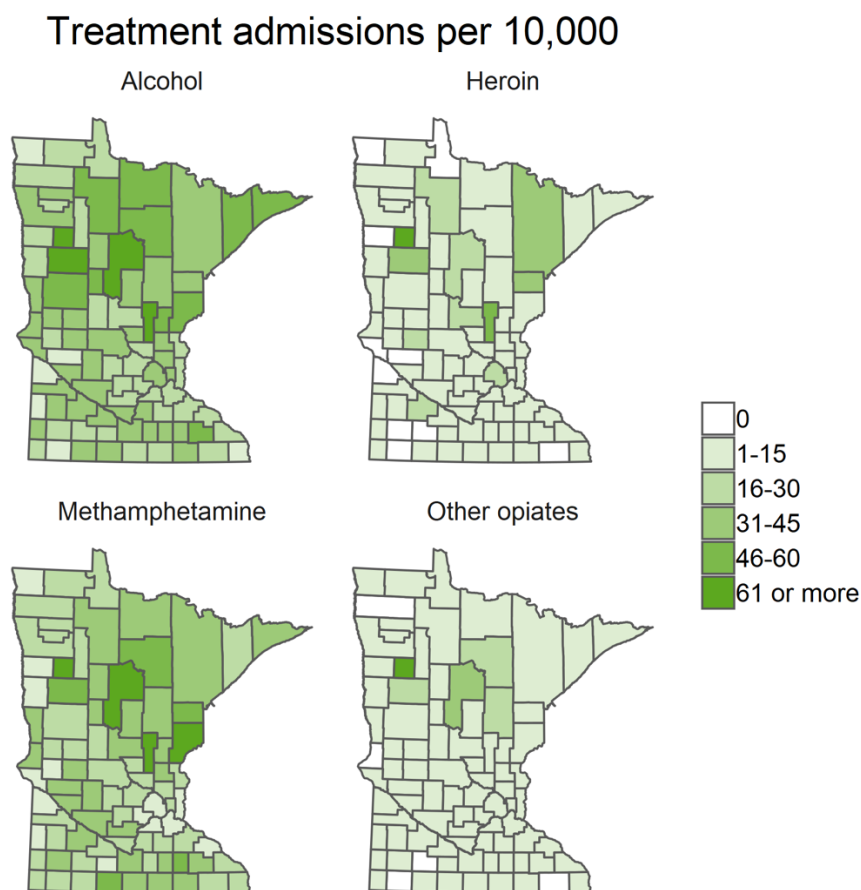 Treatment admissions per 10,000
Alcohol
Heroin
0
1-15
16-30
31-45
46-60
61 or more
Methamphetamine
Other opiates